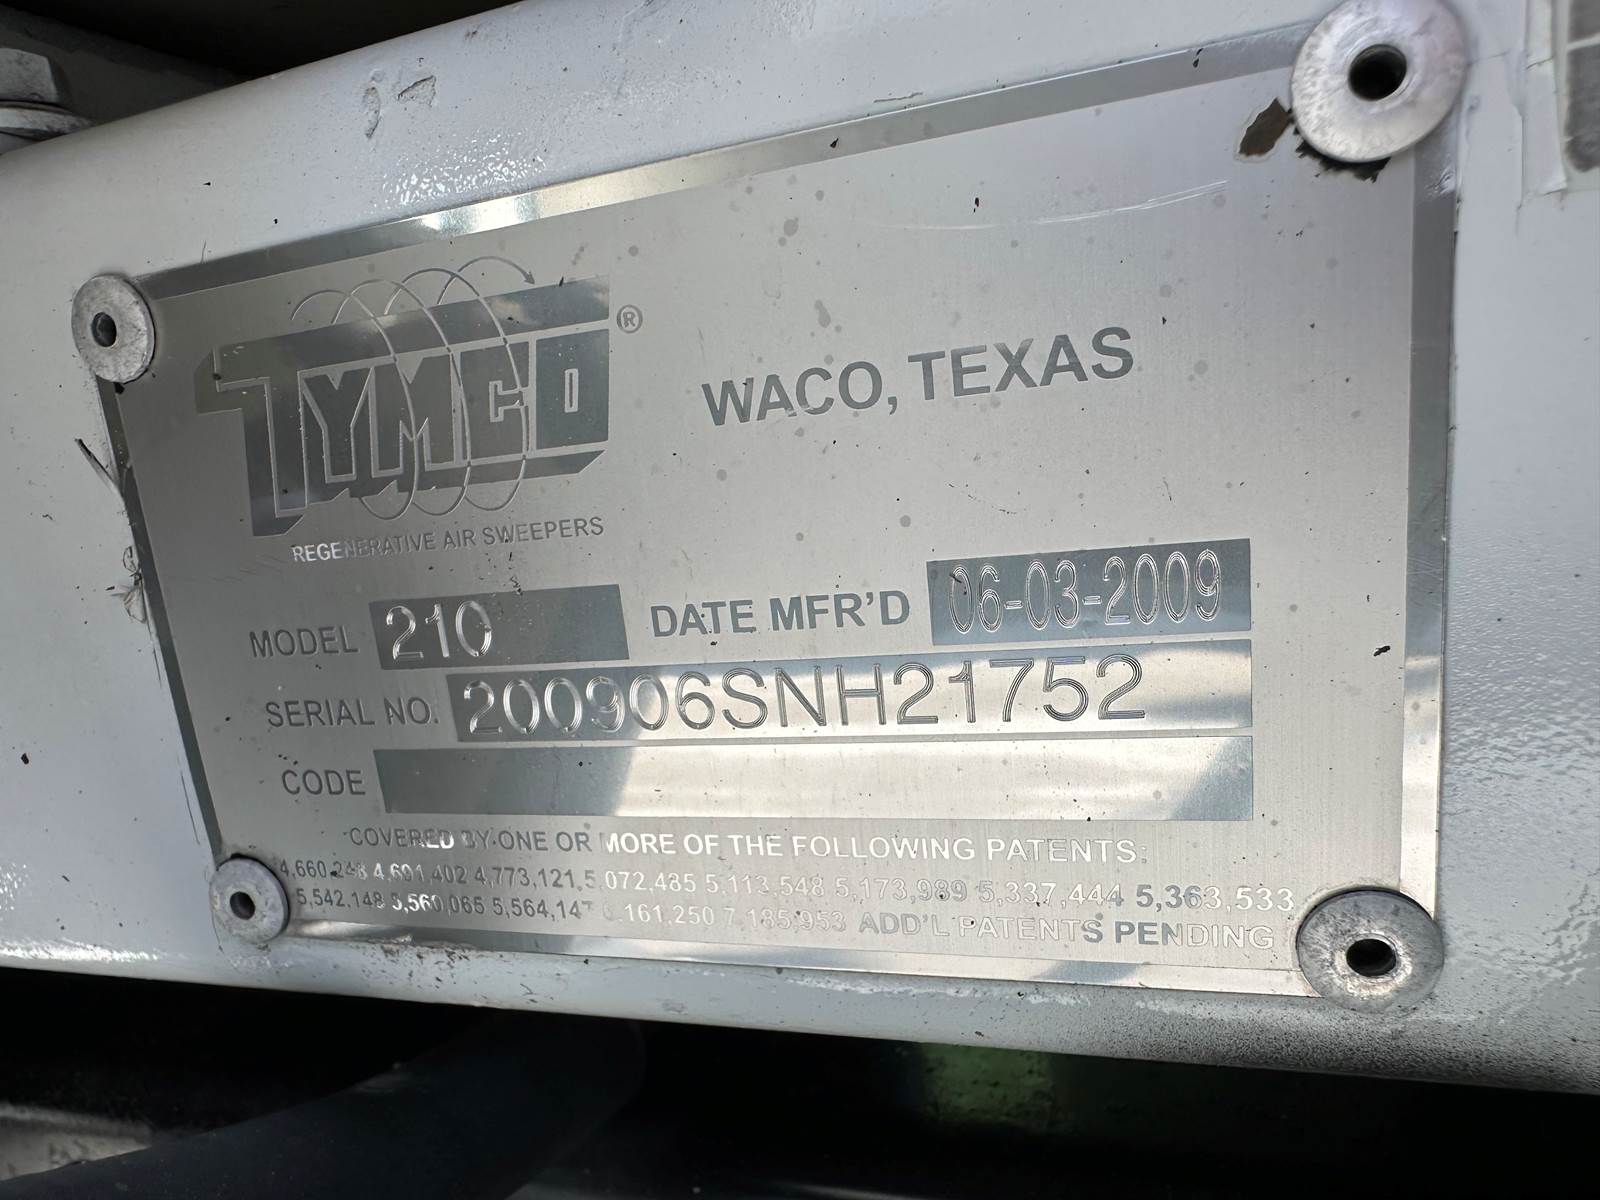 TYMCO®
WACO, TEXAS
REGENERATIVE AIR SWEEPERS
MODEL 210 DATE MFR'D 06-03-2009
SERIAL NO. 200906SNH21752
CODE
COVERED BY ONE OR MORE OF THE FOLLOWING PATENTS:
4,660,248 4,691,402 4,773,121, 5,072,485 5,113,548 5,173,989 5,337,444 5,363,533
5,542,148 5,560,065 5,564,147 6,161,250 7,185,953 ADD'L PATENTS PENDING